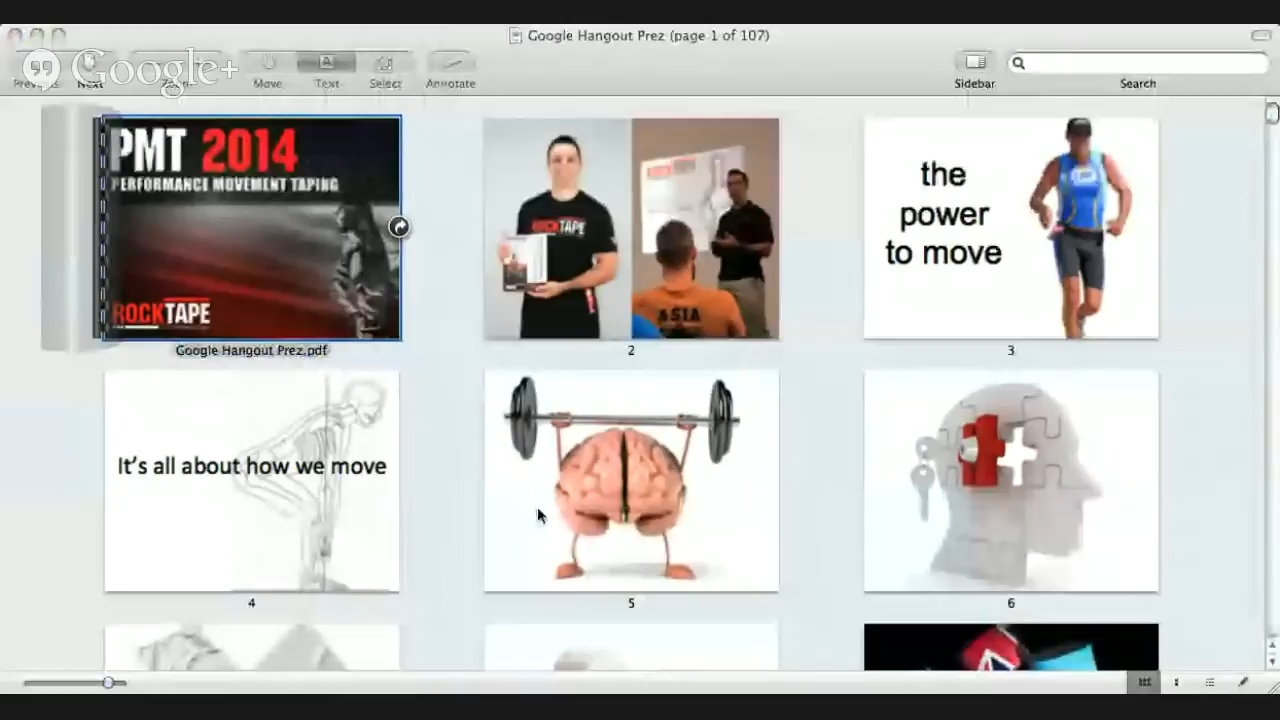 Google Hangout Prez (page 1 of 107)
Google+
Next
Move
Text
Select
Annotate
Sidebar
Search
PMT 2014
PERFORMANCE MOVEMENT TAPING
ROCKTAPE
Google Hangout Prez.pdf
ROCKTAPE
ROCKTAPE
ASIA
2
the
power
to move
3
It's all about how we move
4
5
6